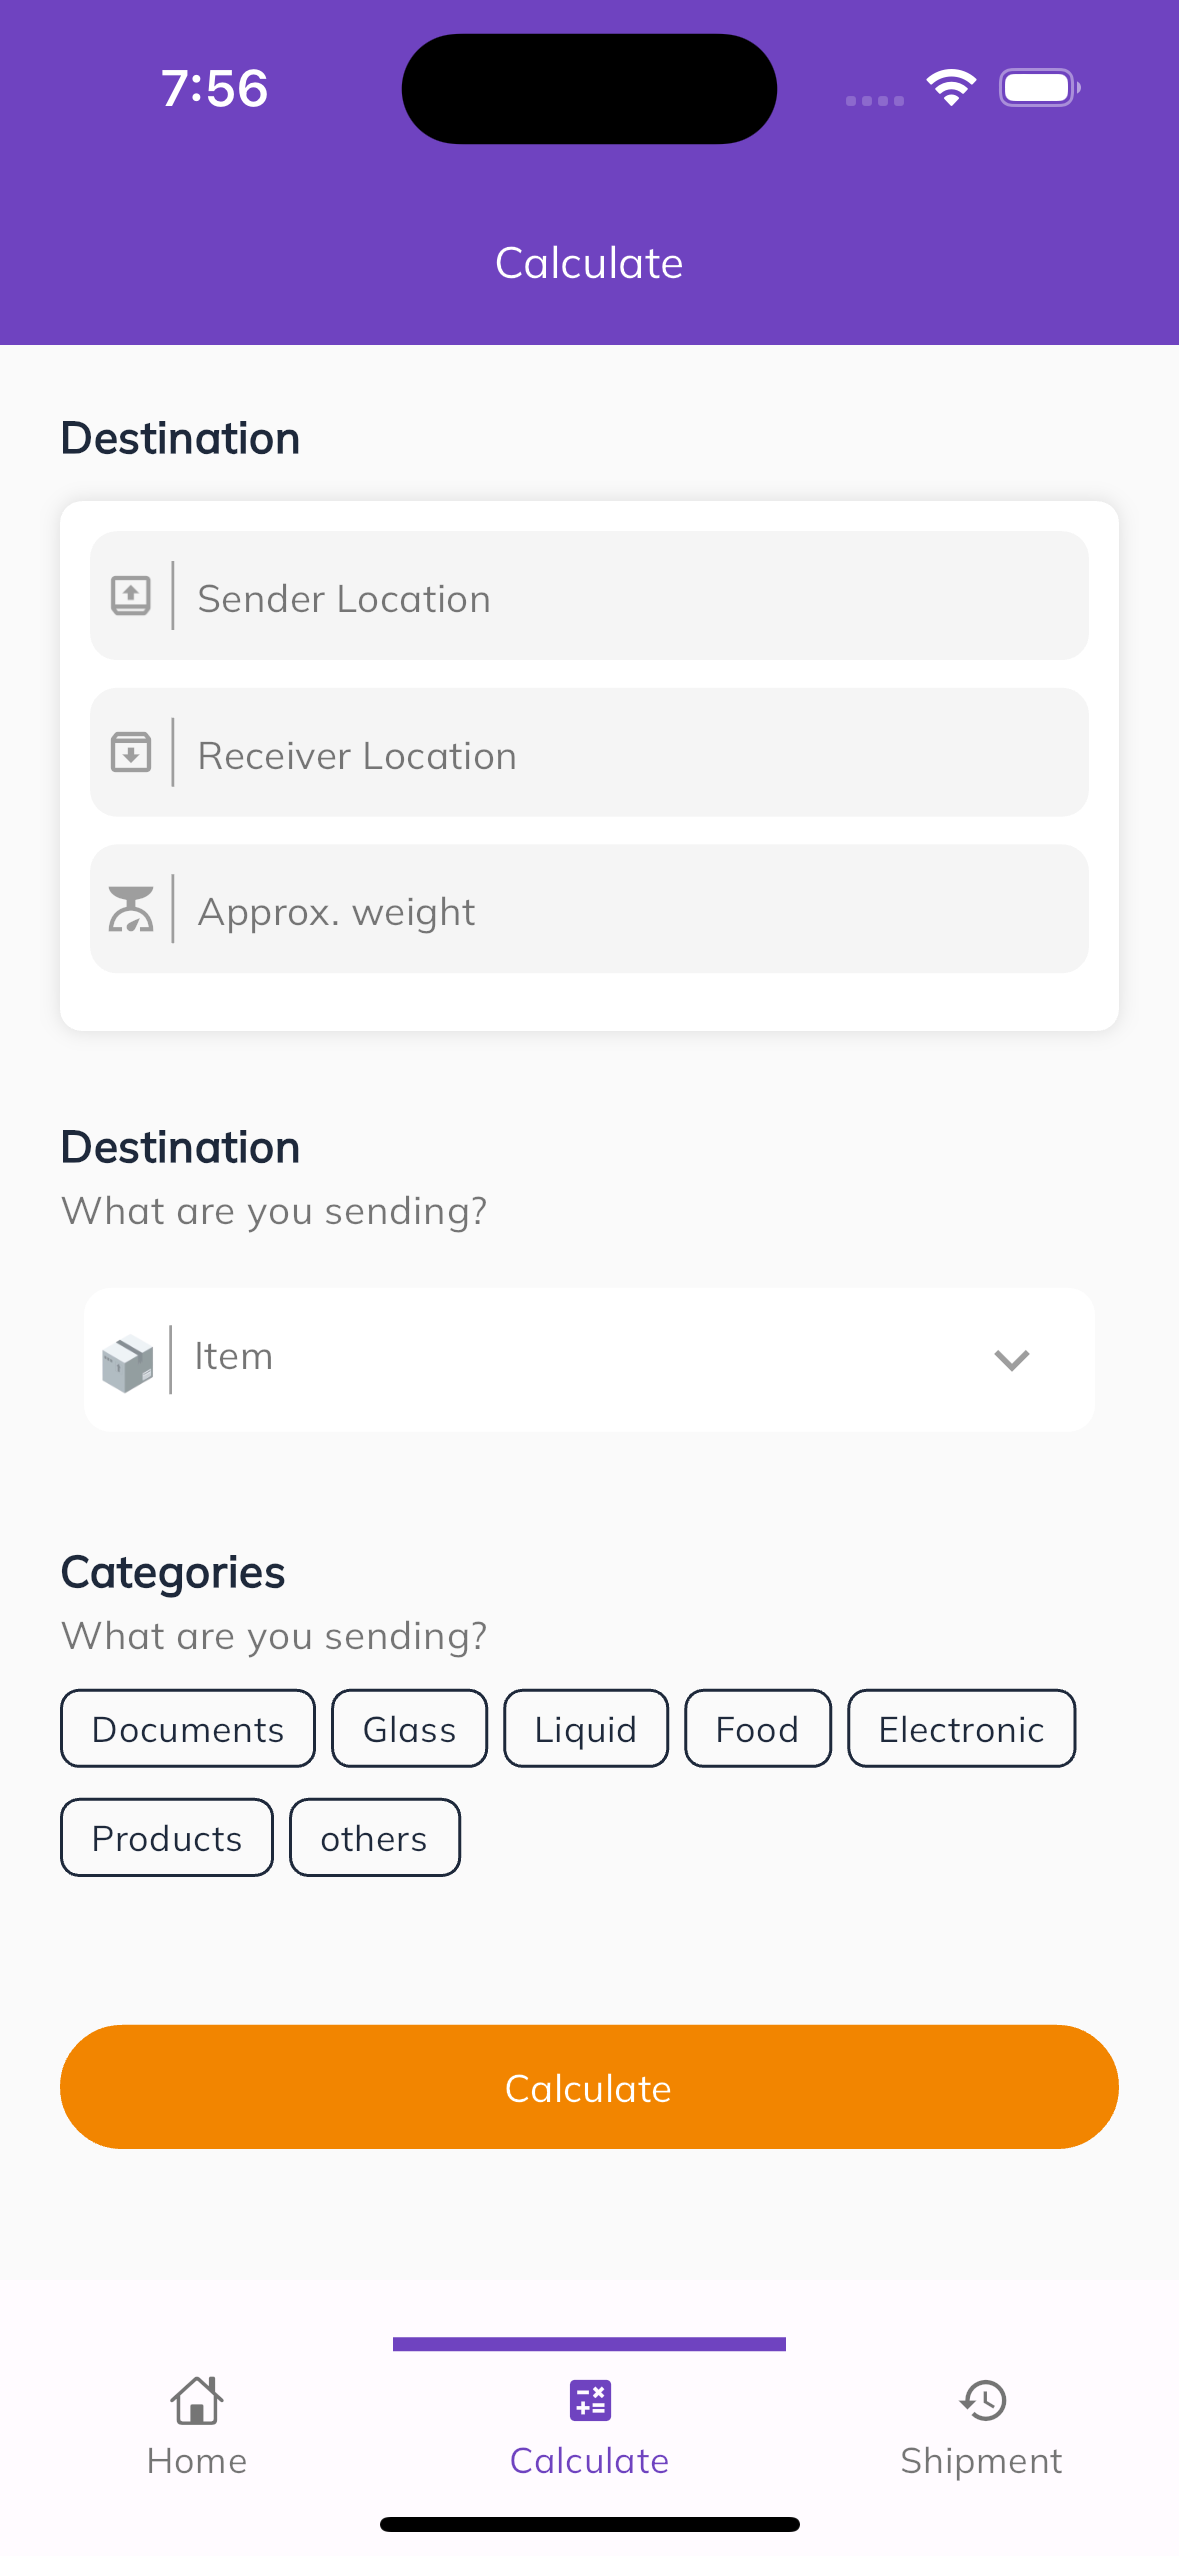 7:56
Calculate
Destination
Sender Location
Receiver Location
Approx. weight
Destination
What are you sending?
Item
Categories
What are you sending?
Documents Glass Liquid Food Electronic
Products others
Calculate
Home Calculate Shipment